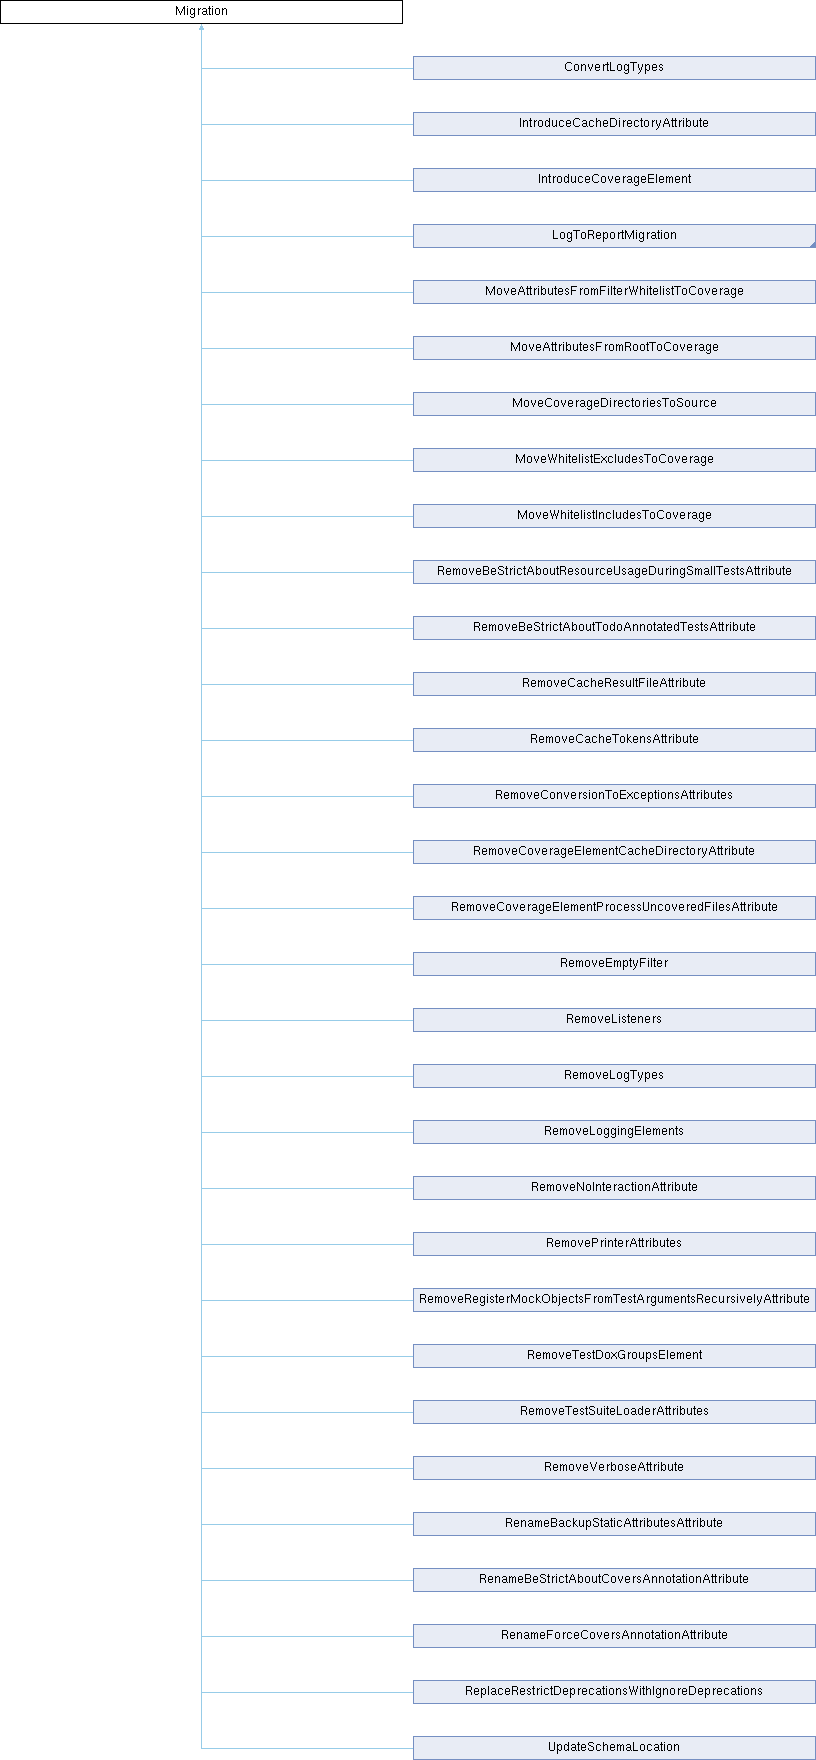 Migration
ConvertLogTypes
IntroduceCacheDirectoryAttribute
IntroduceCoverageElement
LogToReportMigration
MoveAttributesFromFilterWhitelistToCoverage
MoveAttributesFromRootToCoverage
MoveCoverageDirectoriesToSource
MoveWhitelistExcludesToCoverage
MoveWhitelistIncludesToCoverage
RemoveBeStrictAboutResourceUsageDuringSmallTestsAttribute
RemoveBeStrictAboutTodoAnnotatedTestsAttribute
RemoveCacheResultFileAttribute
RemoveCacheTokensAttribute
RemoveConversionToExceptionsAttributes
RemoveCoverageElementCacheDirectoryAttribute
RemoveCoverageElementProcessUncoveredFilesAttribute
RemoveEmptyFilter
RemoveListeners
RemoveLogTypes
RemoveLoggingElements
RemoveNoInteractionAttribute
RemovePrinterAttributes
RemoveRegisterMockObjectsFromTestArgumentsRecursivelyAttribute
RemoveTestDoxGroupsElement
RemoveTestSuiteLoaderAttributes
RemoveVerboseAttribute
RenameBackupStaticAttributesAttribute
RenameBeStrictAboutCoversAnnotationAttribute
RenameForceCoversAnnotationAttribute
ReplaceRestrictDeprecationsWithIgnoreDeprecations
UpdateSchemaLocation